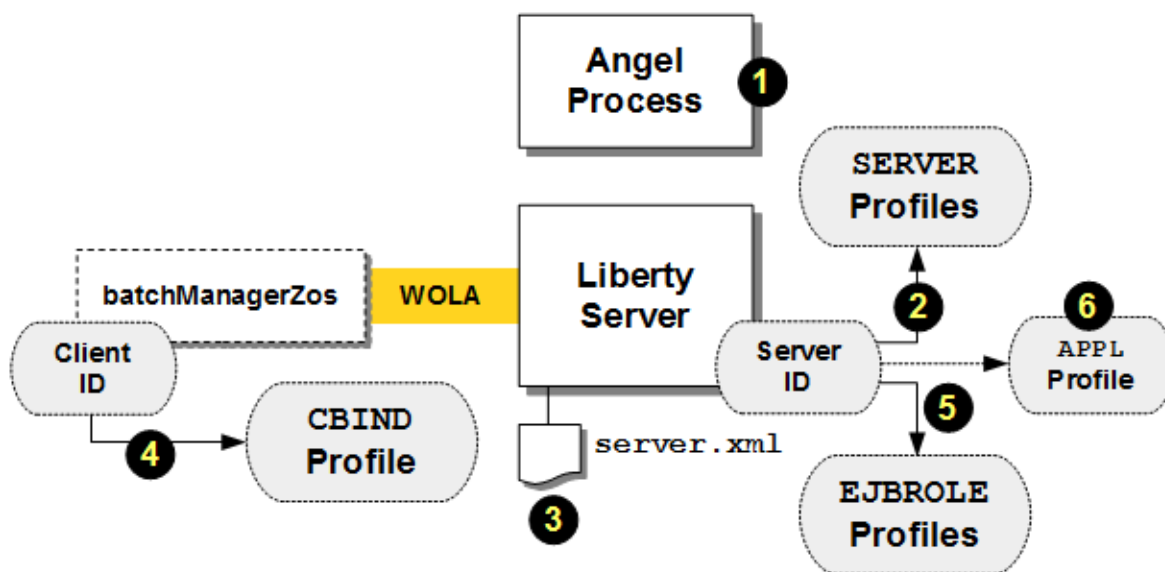 Angel
Process
1
SERVER
Profiles
batchManagerZos
WOLA
Liberty
Server
2
6
Client
ID
Server
ID
APPL
Profile
4
CBIND
Profile
server.xml
5
3
EJBROLE
Profiles